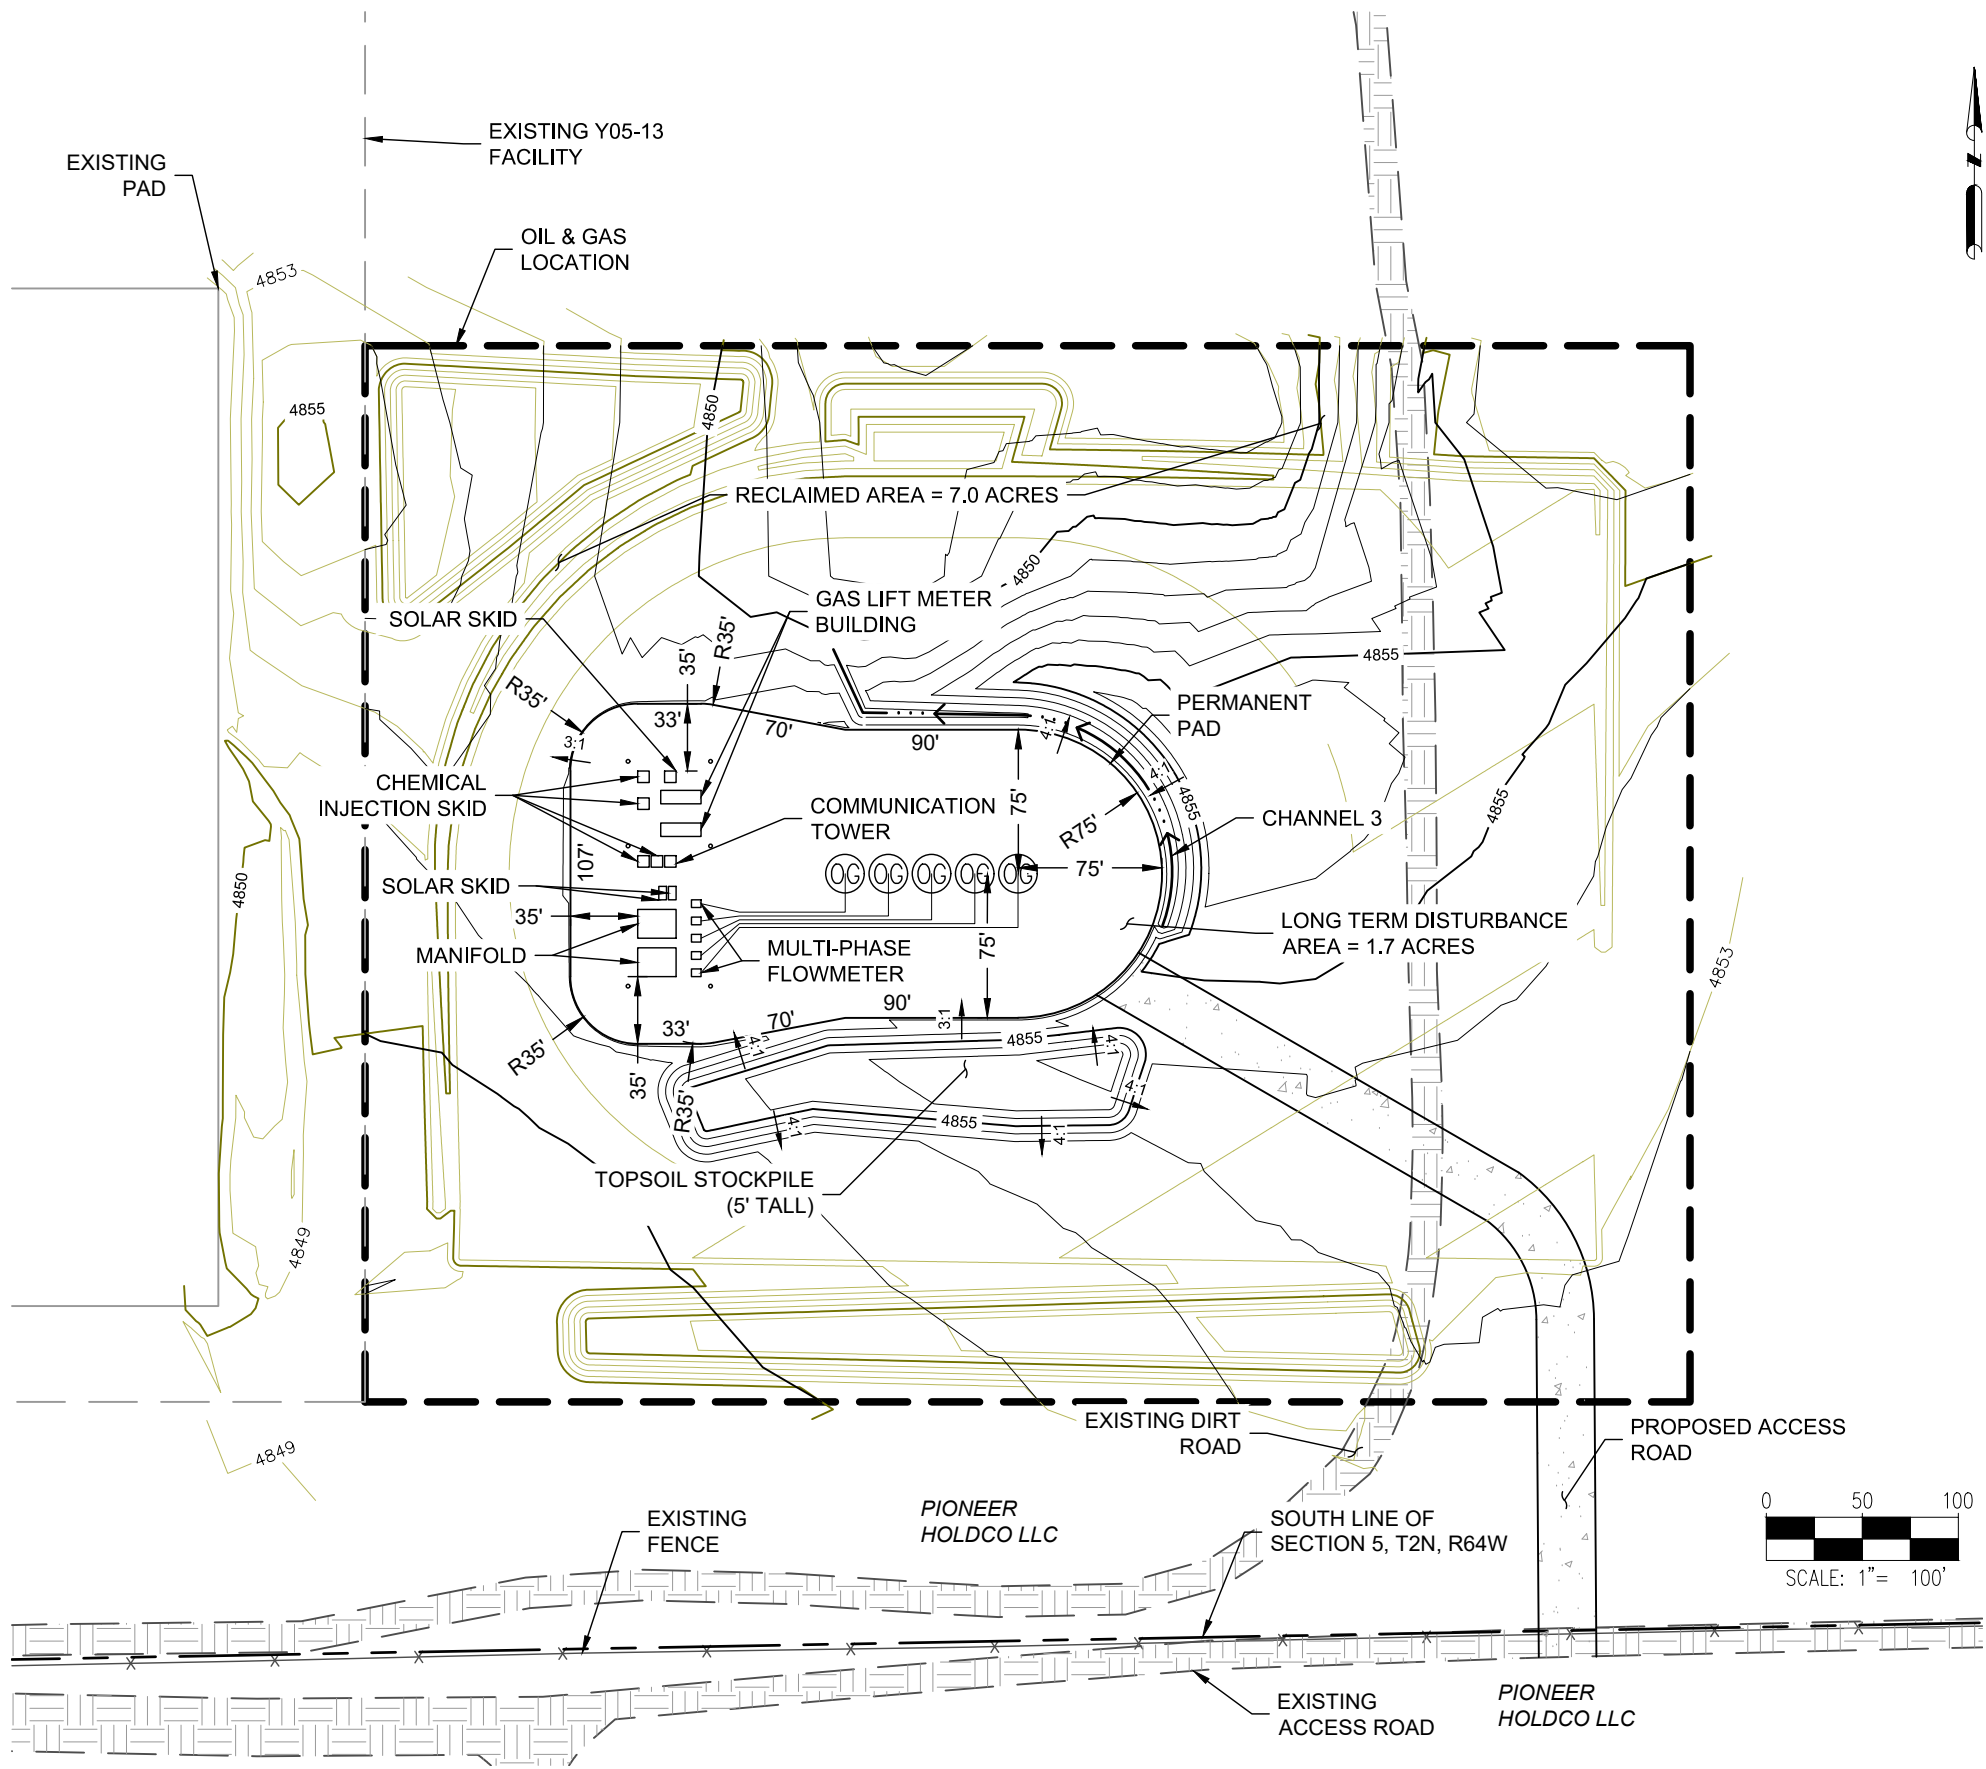 EXISTING Y05-13
FACILITY
EXISTING
PAD
N
OIL & GAS
LOCATION
4853
4855
4850
RECLAIMED AREA = 7.0 ACRES
4850
SOLAR SKID
GAS LIFT METER
BUILDING
R35'
35'
R35'
4855
33'
70'
90'
PERMANENT
PAD
3:1
4:1
4:1
4855
4855
CHEMICAL
INJECTION SKID
COMMUNICATION
TOWER
75'
R75'
CHANNEL 3
107'
OG OG OG OG OG
75'
SOLAR SKID
4850
35'
MANIFOLD
MULTI-PHASE
FLOWMETER
75'
LONG TERM DISTURBANCE
AREA = 1.7 ACRES
4853
90'
3:1
33'
70'
4:1
4855
4:1
R35'
35'
R35'
4:1
4855
4:1
4:1
TOPSOIL STOCKPILE
(5' TALL)
4849
EXISTING DIRT
ROAD
PROPOSED ACCESS
ROAD
4849
0 50 100
SCALE: 1"= 100'
EXISTING
FENCE
PIONEER
HOLDCO LLC
SOUTH LINE OF
SECTION 5, T2N, R64W
EXISTING
ACCESS ROAD
PIONEER
HOLDCO LLC